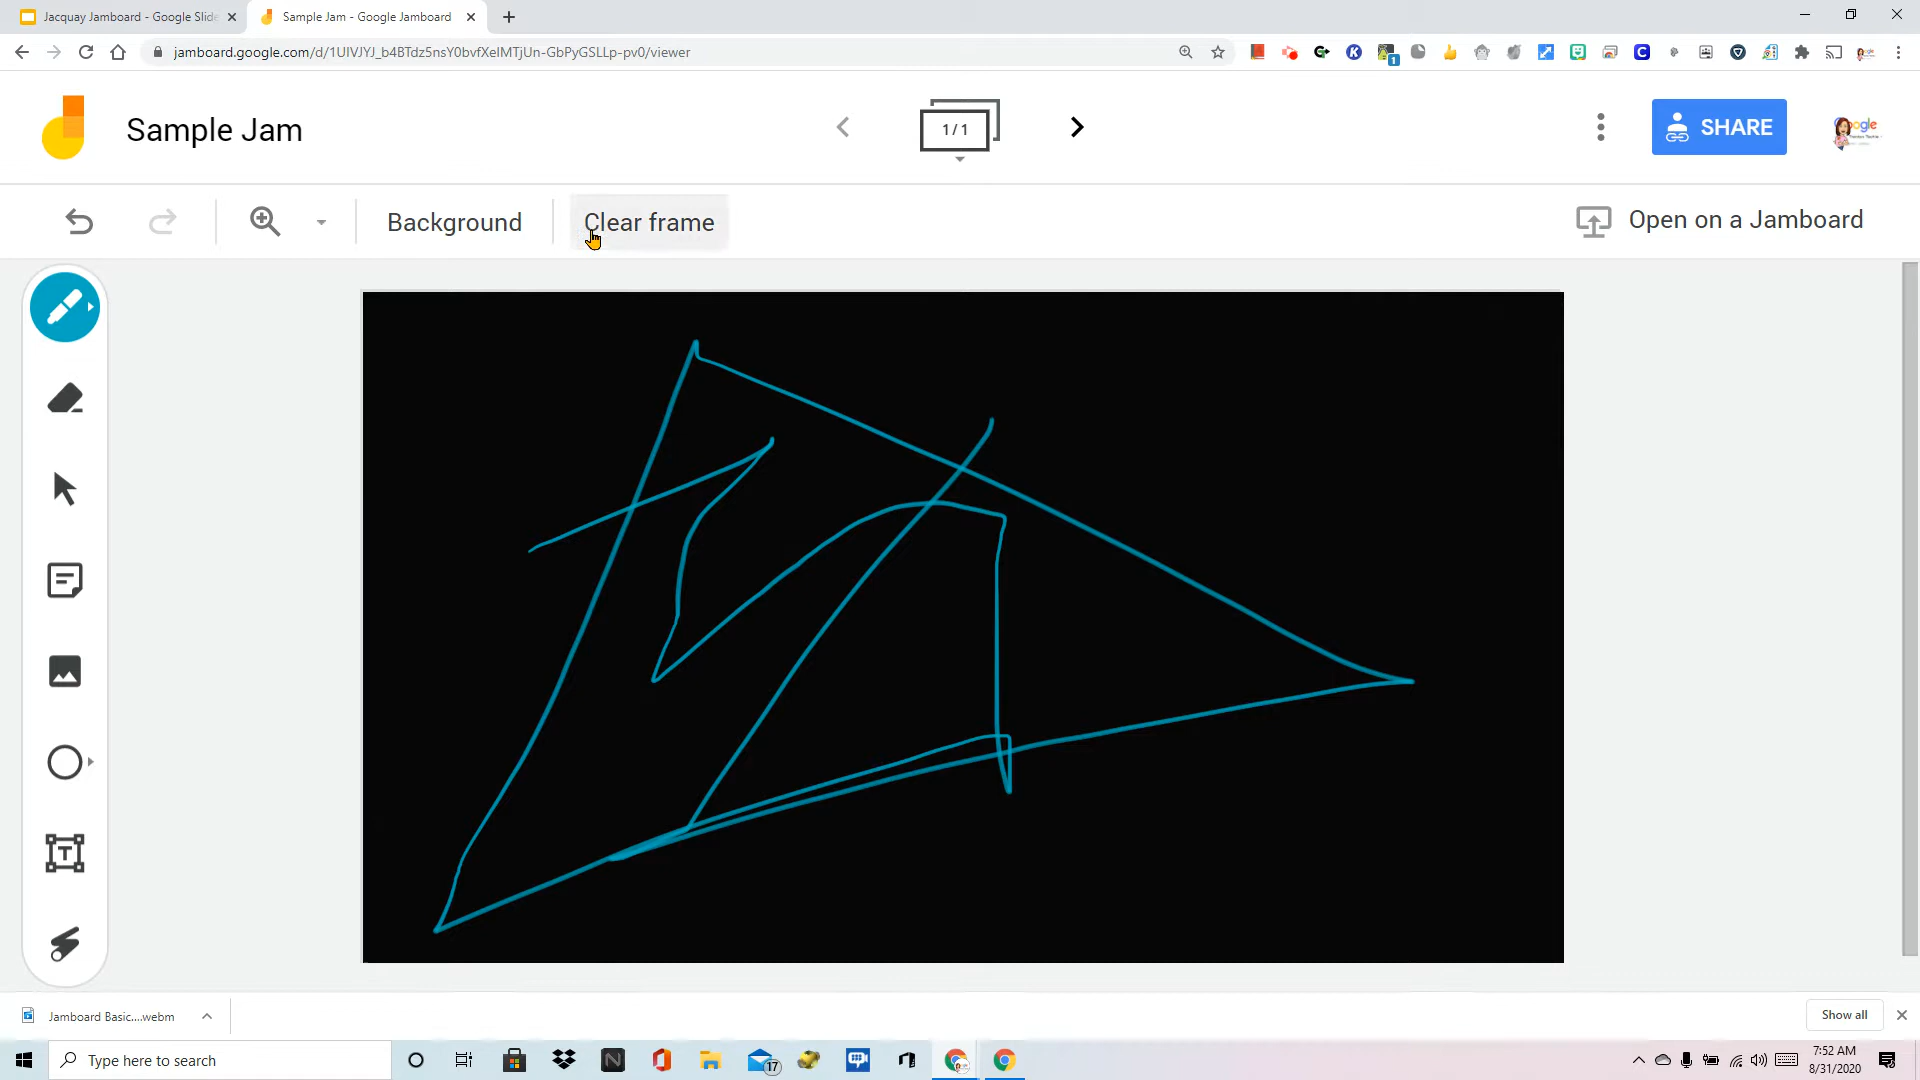 Jacquay Jamboard - Google Slide
Sample Jam - Google Jamboard
jamboard.google.com/d/1UIVJYJ_b4BTdz5nsY0bvfXeIMTjUn-GbPyGSLLp-pv0/viewer
Sample Jam
1 / 1
SHARE
Background
Clear frame
Open on a Jamboard
Jamboard Basic....webm
Show all
Type here to search
17
7:52 AM
8/31/2020